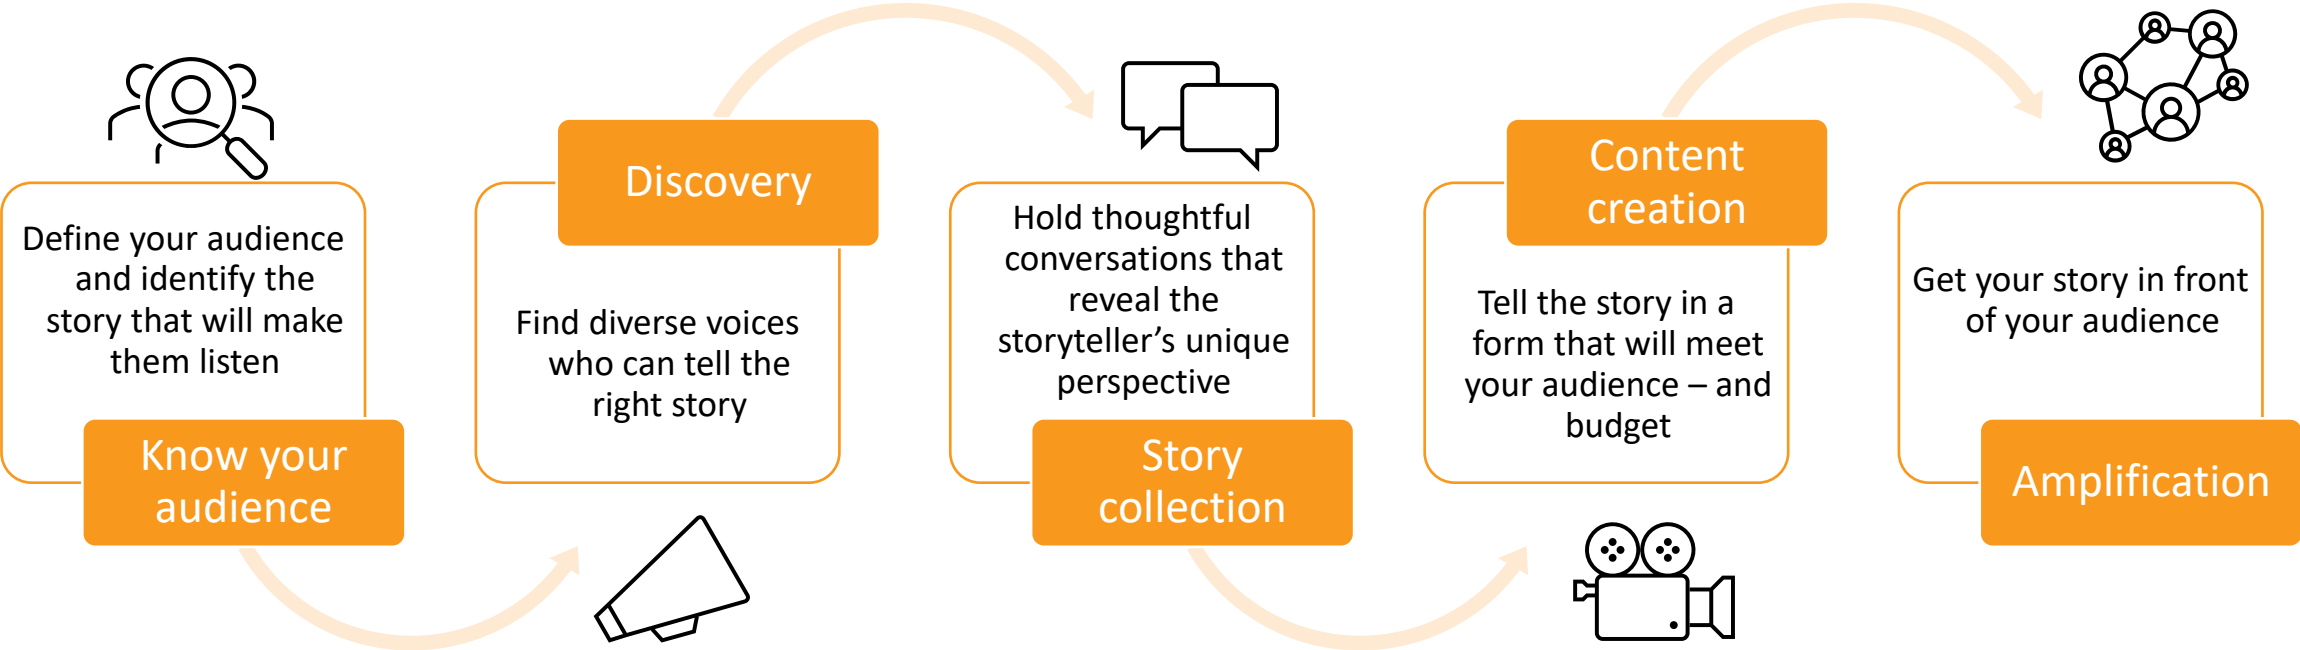 Define your audience
and identify the
story that will make
them listen
Know your
audience
Discovery
Find diverse voices
who can tell the
right story
Hold thoughtful
conversations that
reveal the
storyteller’s unique
perspective
Story
collection
Content
creation
Tell the story in a
form that will meet
your audience – and
budget
Get your story in front
of your audience
Amplification